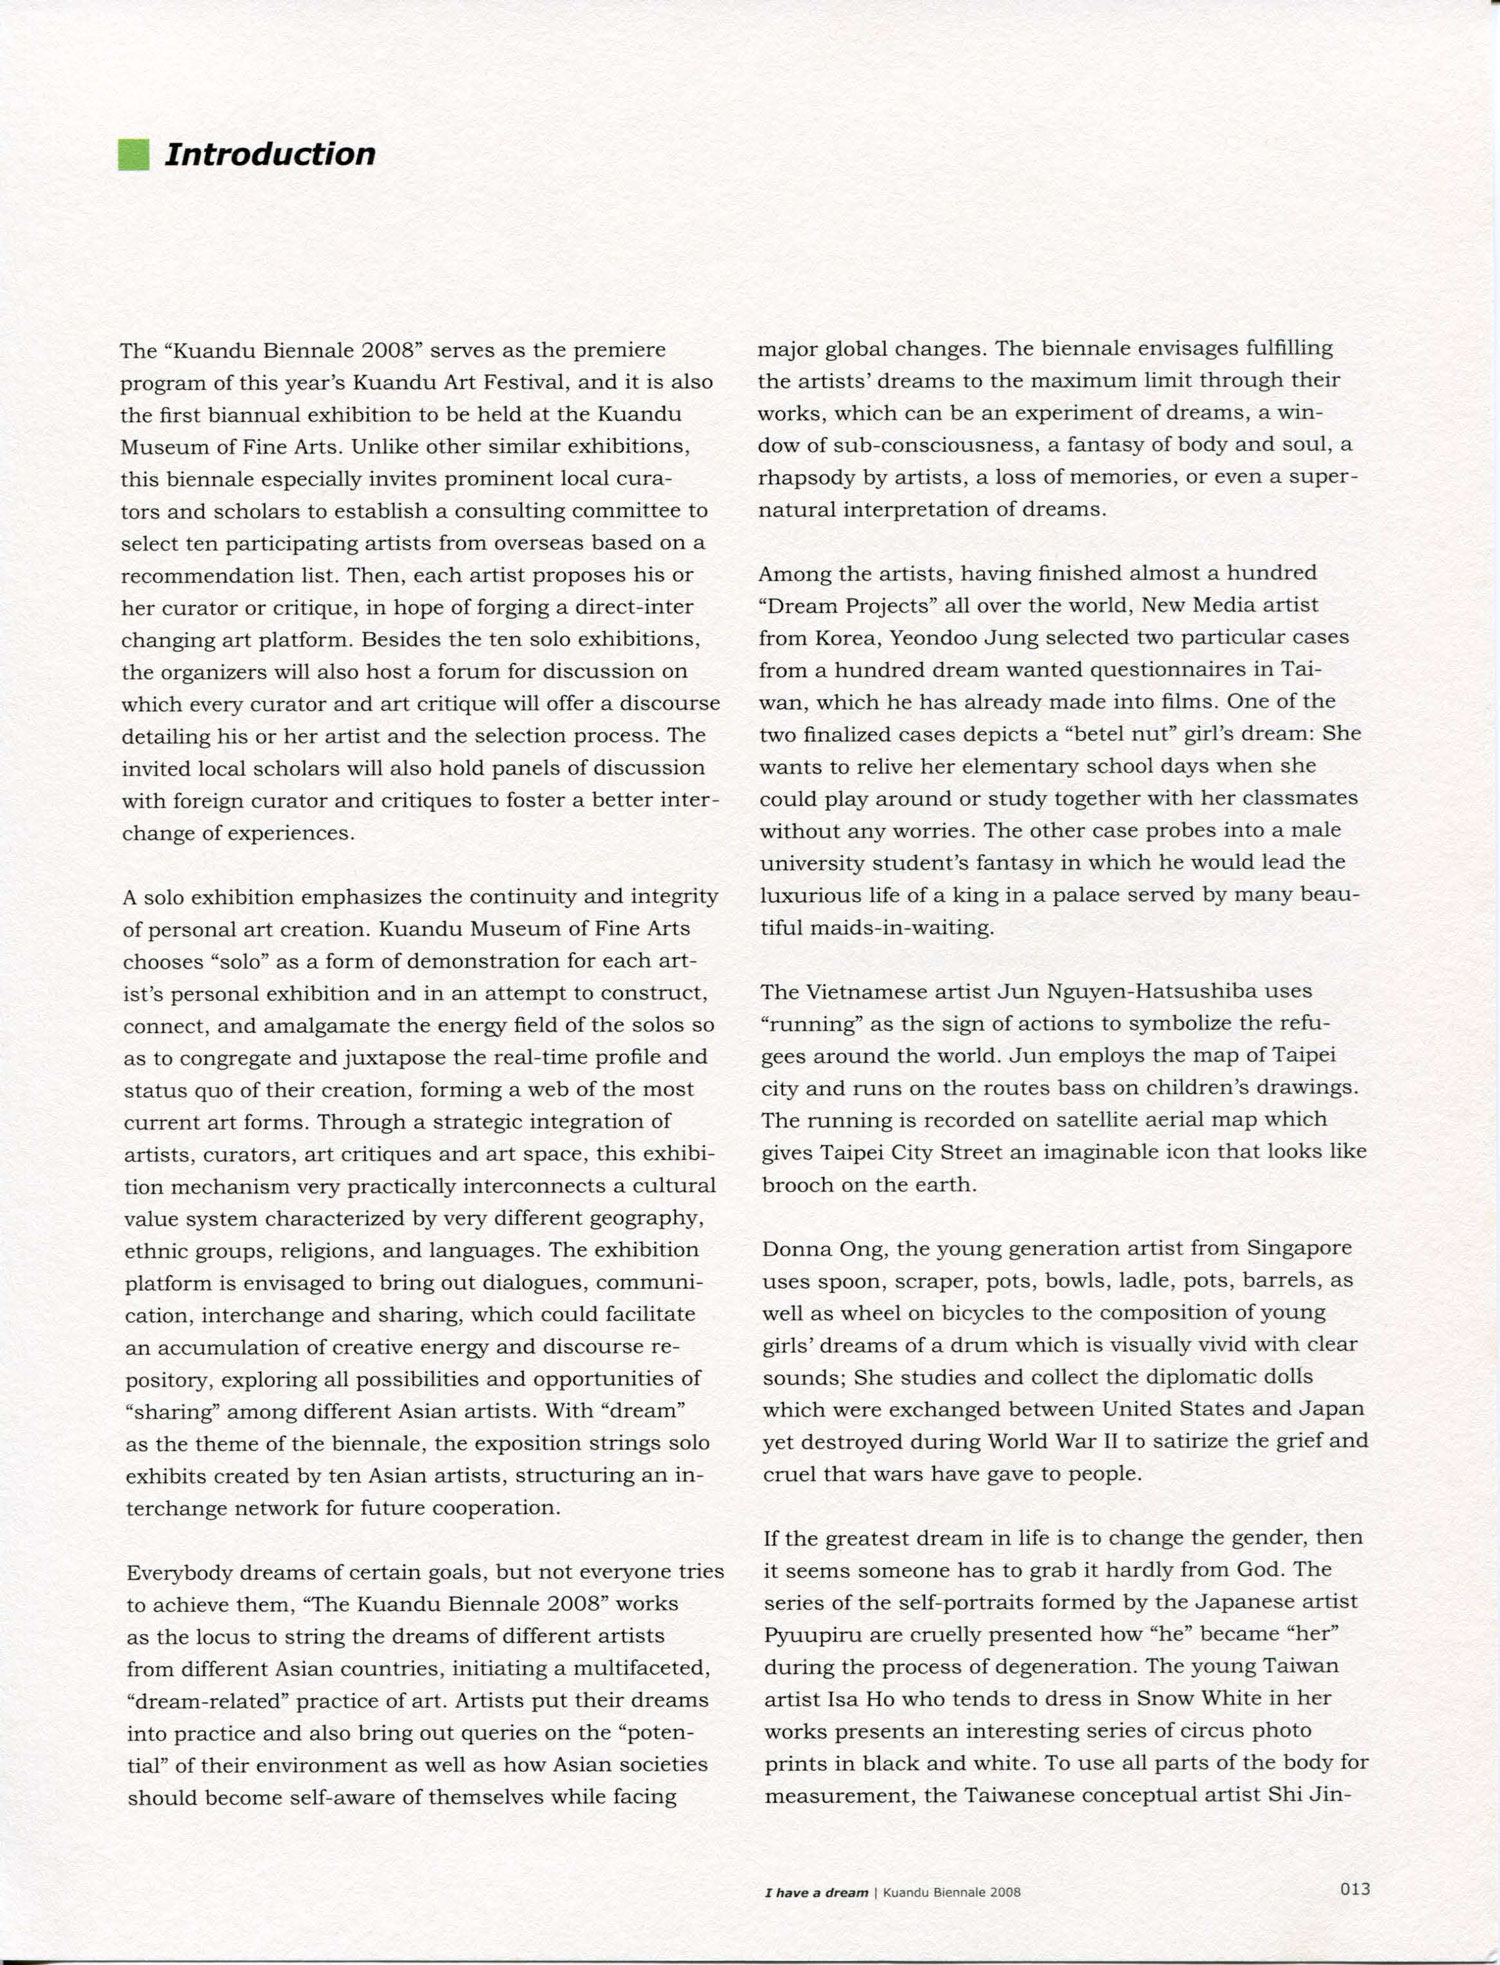 Introduction
The “Kuandu Biennale 2008” serves as the premiere
program of this year’s Kuandu Art Festival, and it is also
the first biannual exhibition to be held at the Kuandu
Museum of Fine Arts. Unlike other similar exhibitions,
this biennale especially invites prominent local cura-
tors and scholars to establish a consulting committee to
select ten participating artists from overseas based on a
recommendation list. Then, each artist proposes his or
her curator or critique, in hope of forging a direct-inter
changing art platform. Besides the ten solo exhibitions,
the organizers will also host a forum for discussion on
which every curator and art critique will offer a discourse
detailing his or her artist and the selection process. The
invited local scholars will also hold panels of discussion
with foreign curator and critiques to foster a better inter-
change of experiences.
A solo exhibition emphasizes the continuity and integrity
of personal art creation. Kuandu Museum of Fine Arts
chooses “solo” as a form of demonstration for each art-
ist’s personal exhibition and in an attempt to construct,
connect, and amalgamate the energy field of the solos so
as to congregate and juxtapose the real-time profile and
status quo of their creation, forming a web of the most
current art forms. Through a strategic integration of
artists, curators, art critiques and art space, this exhibi-
tion mechanism very practically interconnects a cultural
value system characterized by very different geography,
ethnic groups, religions, and languages. The exhibition
platform is envisaged to bring out dialogues, communi-
cation, interchange and sharing, which could facilitate
an accumulation of creative energy and discourse re-
pository, exploring all possibilities and opportunities of
“sharing” among different Asian artists. With “dream”
as the theme of the biennale, the exposition strings solo
exhibits created by ten Asian artists, structuring an in-
terchange network for future cooperation.
Everybody dreams of certain goals, but not everyone tries
to achieve them, “The Kuandu Biennale 2008” works
as the locus to string the dreams of different artists
from different Asian countries, initiating a multifaceted,
“dream-related” practice of art. Artists put their dreams
into practice and also bring out queries on the “poten-
tial” of their environment as well as how Asian societies
should become self-aware of themselves while facing
major global changes. The biennale envisages fulfilling
the artists’ dreams to the maximum limit through their
works, which can be an experiment of dreams, a win-
dow of sub-consciousness, a fantasy of body and soul, a
rhapsody by artists, a loss of memories, or even a super-
natural interpretation of dreams.
Among the artists, having finished almost a hundred
“Dream Projects” all over the world, New Media artist
from Korea, Yeondoo Jung selected two particular cases
from a hundred dream wanted questionnaires in Tai-
wan, which he has already made into films. One of the
two finalized cases depicts a “betel nut” girl’s dream: She
wants to relive her elementary school days when she
could play around or study together with her classmates
without any worries. The other case probes into a male
university student’s fantasy in which he would lead the
luxurious life of a king in a palace served by many beau-
tiful maids-in-waiting.
The Vietnamese artist Jun Nguyen-Hatsushiba uses
“running” as the sign of actions to symbolize the refu-
gees around the world. Jun employs the map of Taipei
city and runs on the routes bass on children’s drawings.
The running is recorded on satellite aerial map which
gives Taipei City Street an imaginable icon that looks like
brooch on the earth.
Donna Ong, the young generation artist from Singapore
uses spoon, scraper, pots, bowls, ladle, pots, barrels, as
well as wheel on bicycles to the composition of young
girls’ dreams of a drum which is visually vivid with clear
sounds; She studies and collect the diplomatic dolls
which were exchanged between United States and Japan
yet destroyed during World War II to satirize the grief and
cruel that wars have gave to people.
If the greatest dream in life is to change the gender, then
it seems someone has to grab it hardly from God. The
series of the self-portraits formed by the Japanese artist
Pyuupiru are cruelly presented how “he” became “her”
during the process of degeneration. The young Taiwan
artist Isa Ho who tends to dress in Snow White in her
works presents an interesting series of circus photo
prints in black and white. To use all parts of the body for
measurement, the Taiwanese conceptual artist Shi Jin-
I have a dream | Kuandu Biennale 2008
013